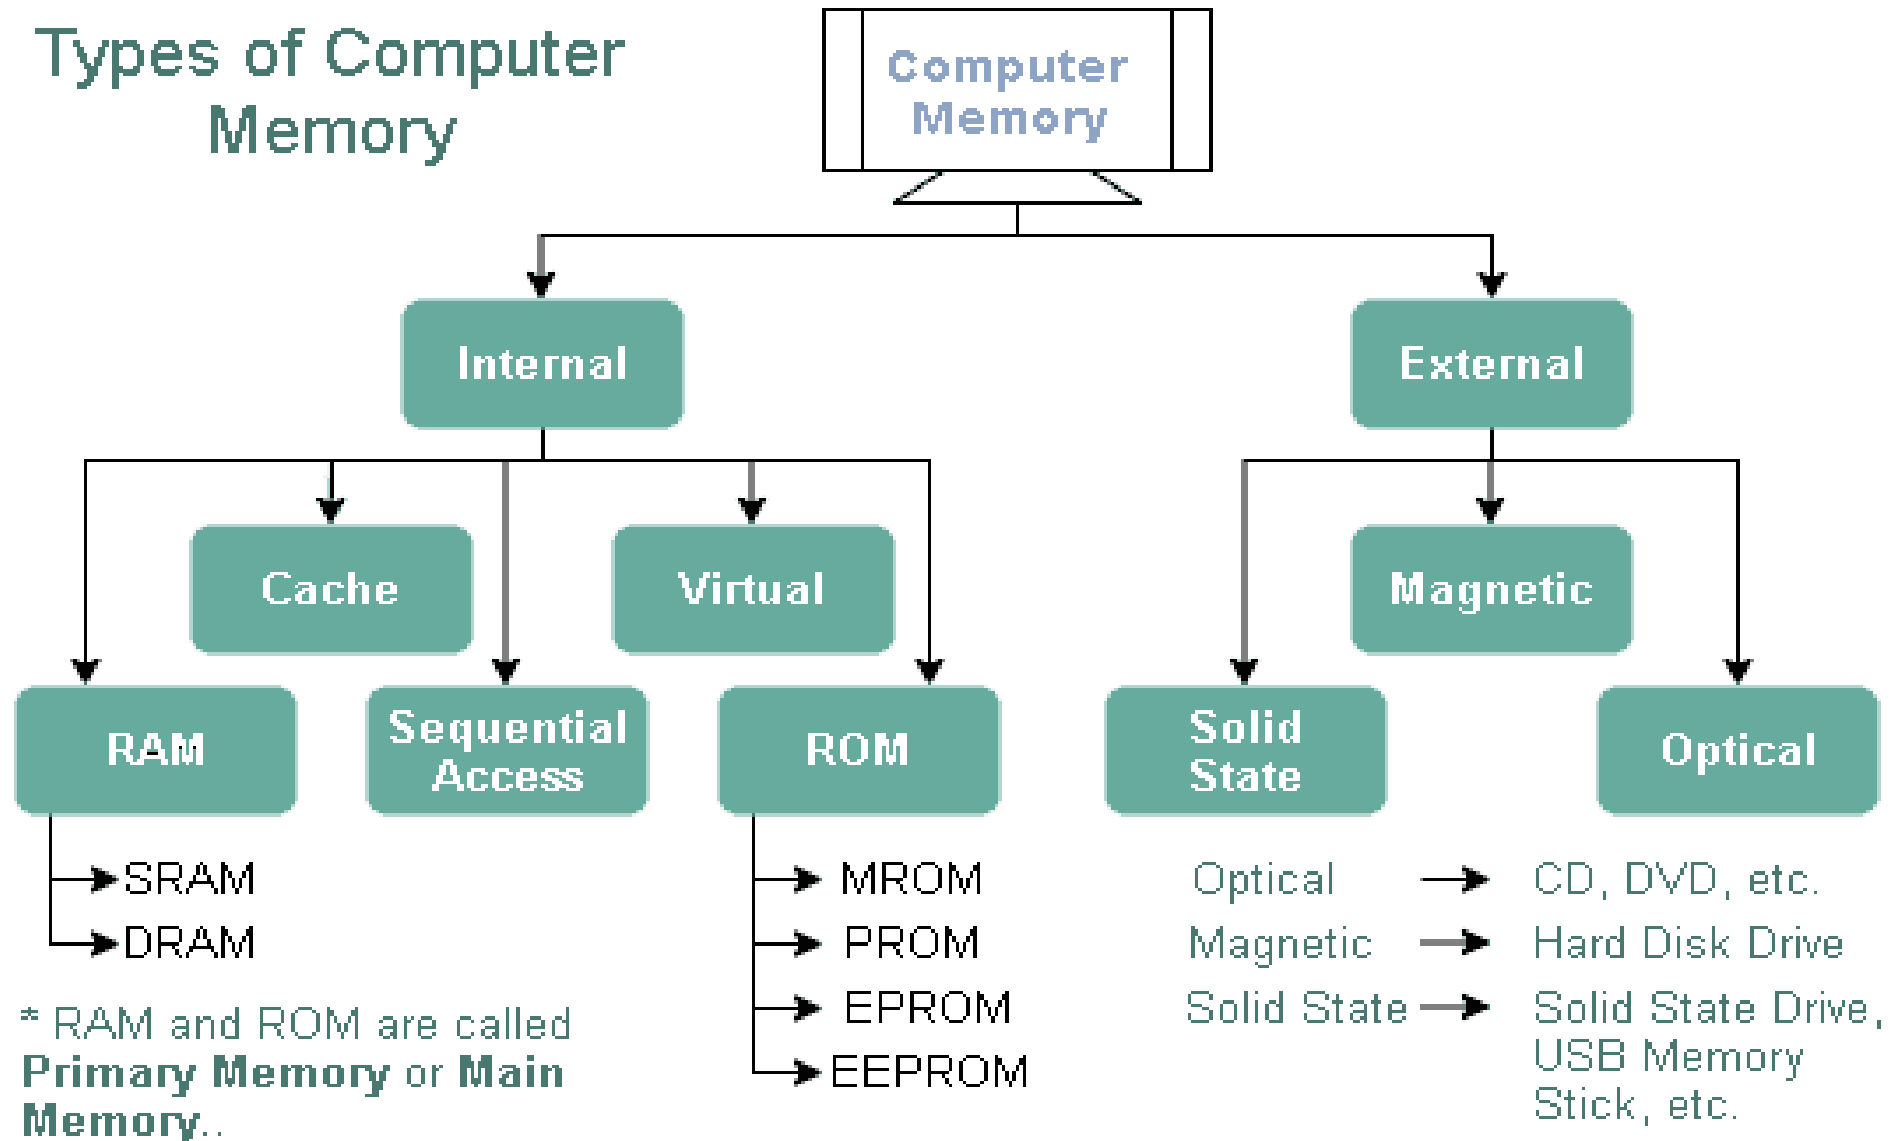 Types of Computer
Memory
Computer
Memory
Internal
External
Cache
Virtual
Magnetic
RAM
Sequential
Access
ROM
Solid
State
Optical
SRAM
DRAM
MROM
PROM
EPROM
EEPROM
Optical CD, DVD, etc.
Magnetic Hard Disk Drive
Solid State Solid State Drive,
USB Memory
Stick, etc.
* RAM and ROM are called
Primary Memory or Main
Memory..